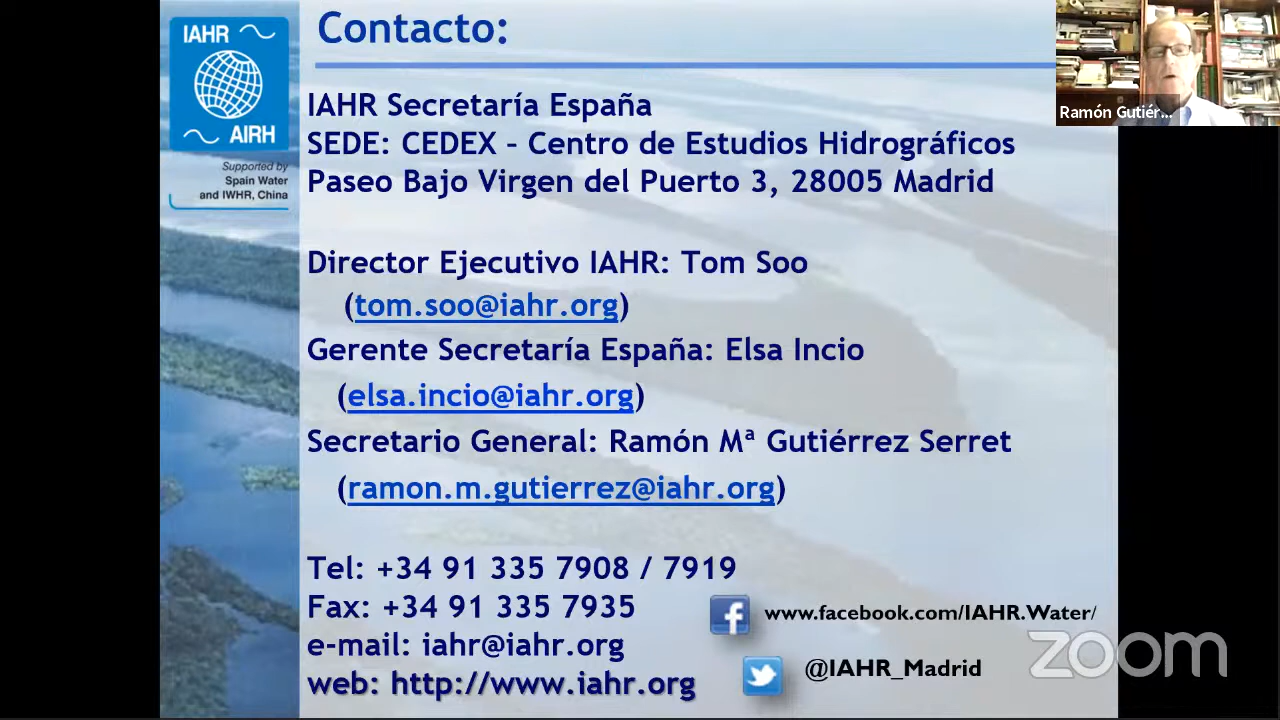 IAHR
AIRH
Supported by
Spain Water
and IWHR, China
Contacto:
Ramón Gutiér...
IAHR Secretaría España
SEDE: CEDEX – Centro de Estudios Hidrográficos
Paseo Bajo Virgen del Puerto 3, 28005 Madrid
Director Ejecutivo IAHR: Tom Soo
(tom.soo@iahr.org)
Gerente Secretaría España: Elsa Incio
(elsa.incio@iahr.org)
Secretario General: Ramón Mª Gutiérrez Serret
(ramon.m.gutierrez@iahr.org)
Tel: +34 91 335 7908 / 7919
Fax: +34 91 335 7935
e-mail: iahr@iahr.org
web: http://www.iahr.org
www.facebook.com/IAHR.Water/
@IAHR_Madrid
zoom